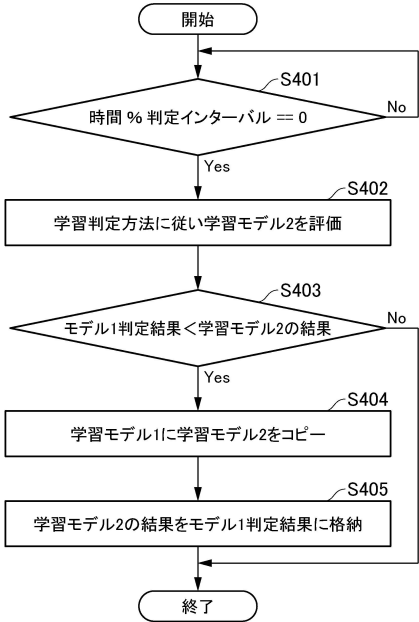 開始
S401
時間 % 判定インターバル == 0
No
Yes
S402
学習判定方法に従い学習モデル2を評価
S403
モデル1判定結果＜学習モデル2の結果
No
Yes
S404
学習モデル1に学習モデル2をコピー
S405
学習モデル2の結果をモデル1判定結果に格納
終了